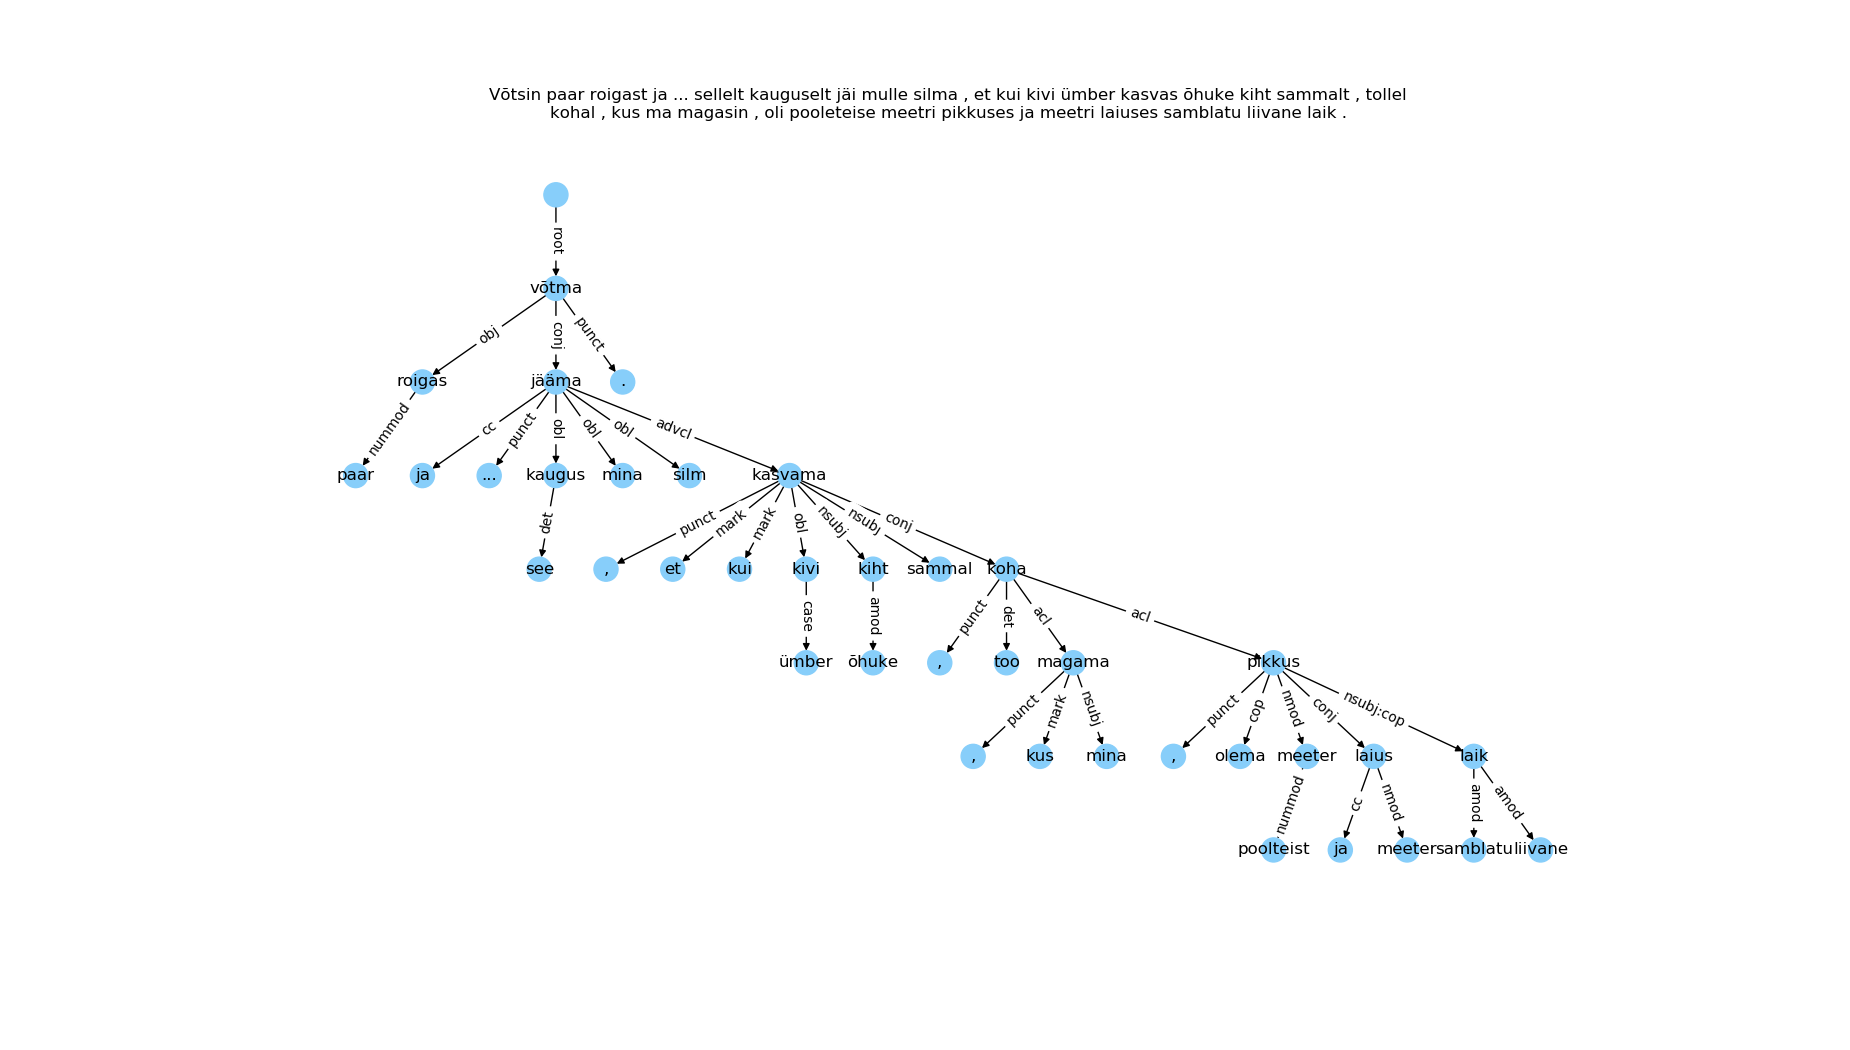 Võtsin paar roigast ja ... sellelt kauguselt jäi mulle silma , et kui kivi ümber kasvas õhuke kiht sammalt , tollel
kohal , kus ma magasin , oli pooleteise meetri pikkuses ja meetri laiuses samblatu liivane laik .
root
võtma
obj conj punct
roigas jääma .
nummod cc punct obl obl obl advcl
paar ja ... kaugus mina silm kasvama
det punct mark mark obl nsubj nsubj conj
see , et kui kivi kiht sammal koha
case amod punct det acl acl
ümber õhuke , too magama pikkus
punct mark nsubj punct cop nmod conj nsubj:cop
, kus mina , olema meeter laius laik
nummod cc nmod amod amod
poolteist ja meeter samblatu liivane